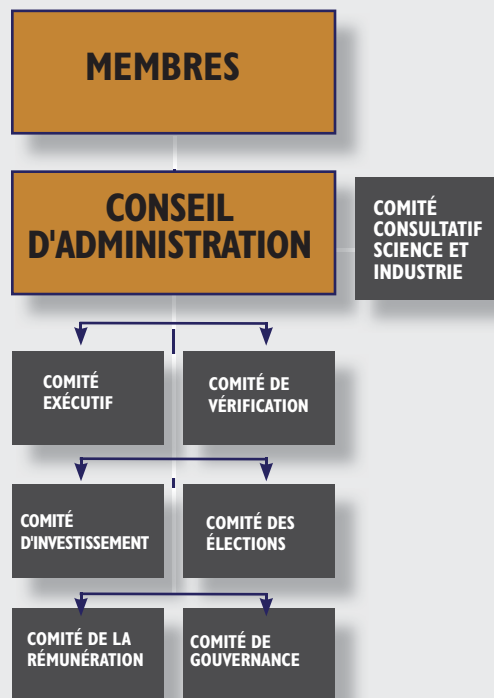 MEMBRES
CONSEIL
D'ADMINISTRATION
COMITÉ
CONSULTATIF
SCIENCE ET
INDUSTRIE
COMITÉ
EXÉCUTIF
COMITÉ DE
VÉRIFICATION
COMITÉ
D'INVESTISSEMENT
COMITÉ DES
ÉLECTIONS
COMITÉ DE LA
RÉMUNÉRATION
COMITÉ DE
GOUVERNANCE